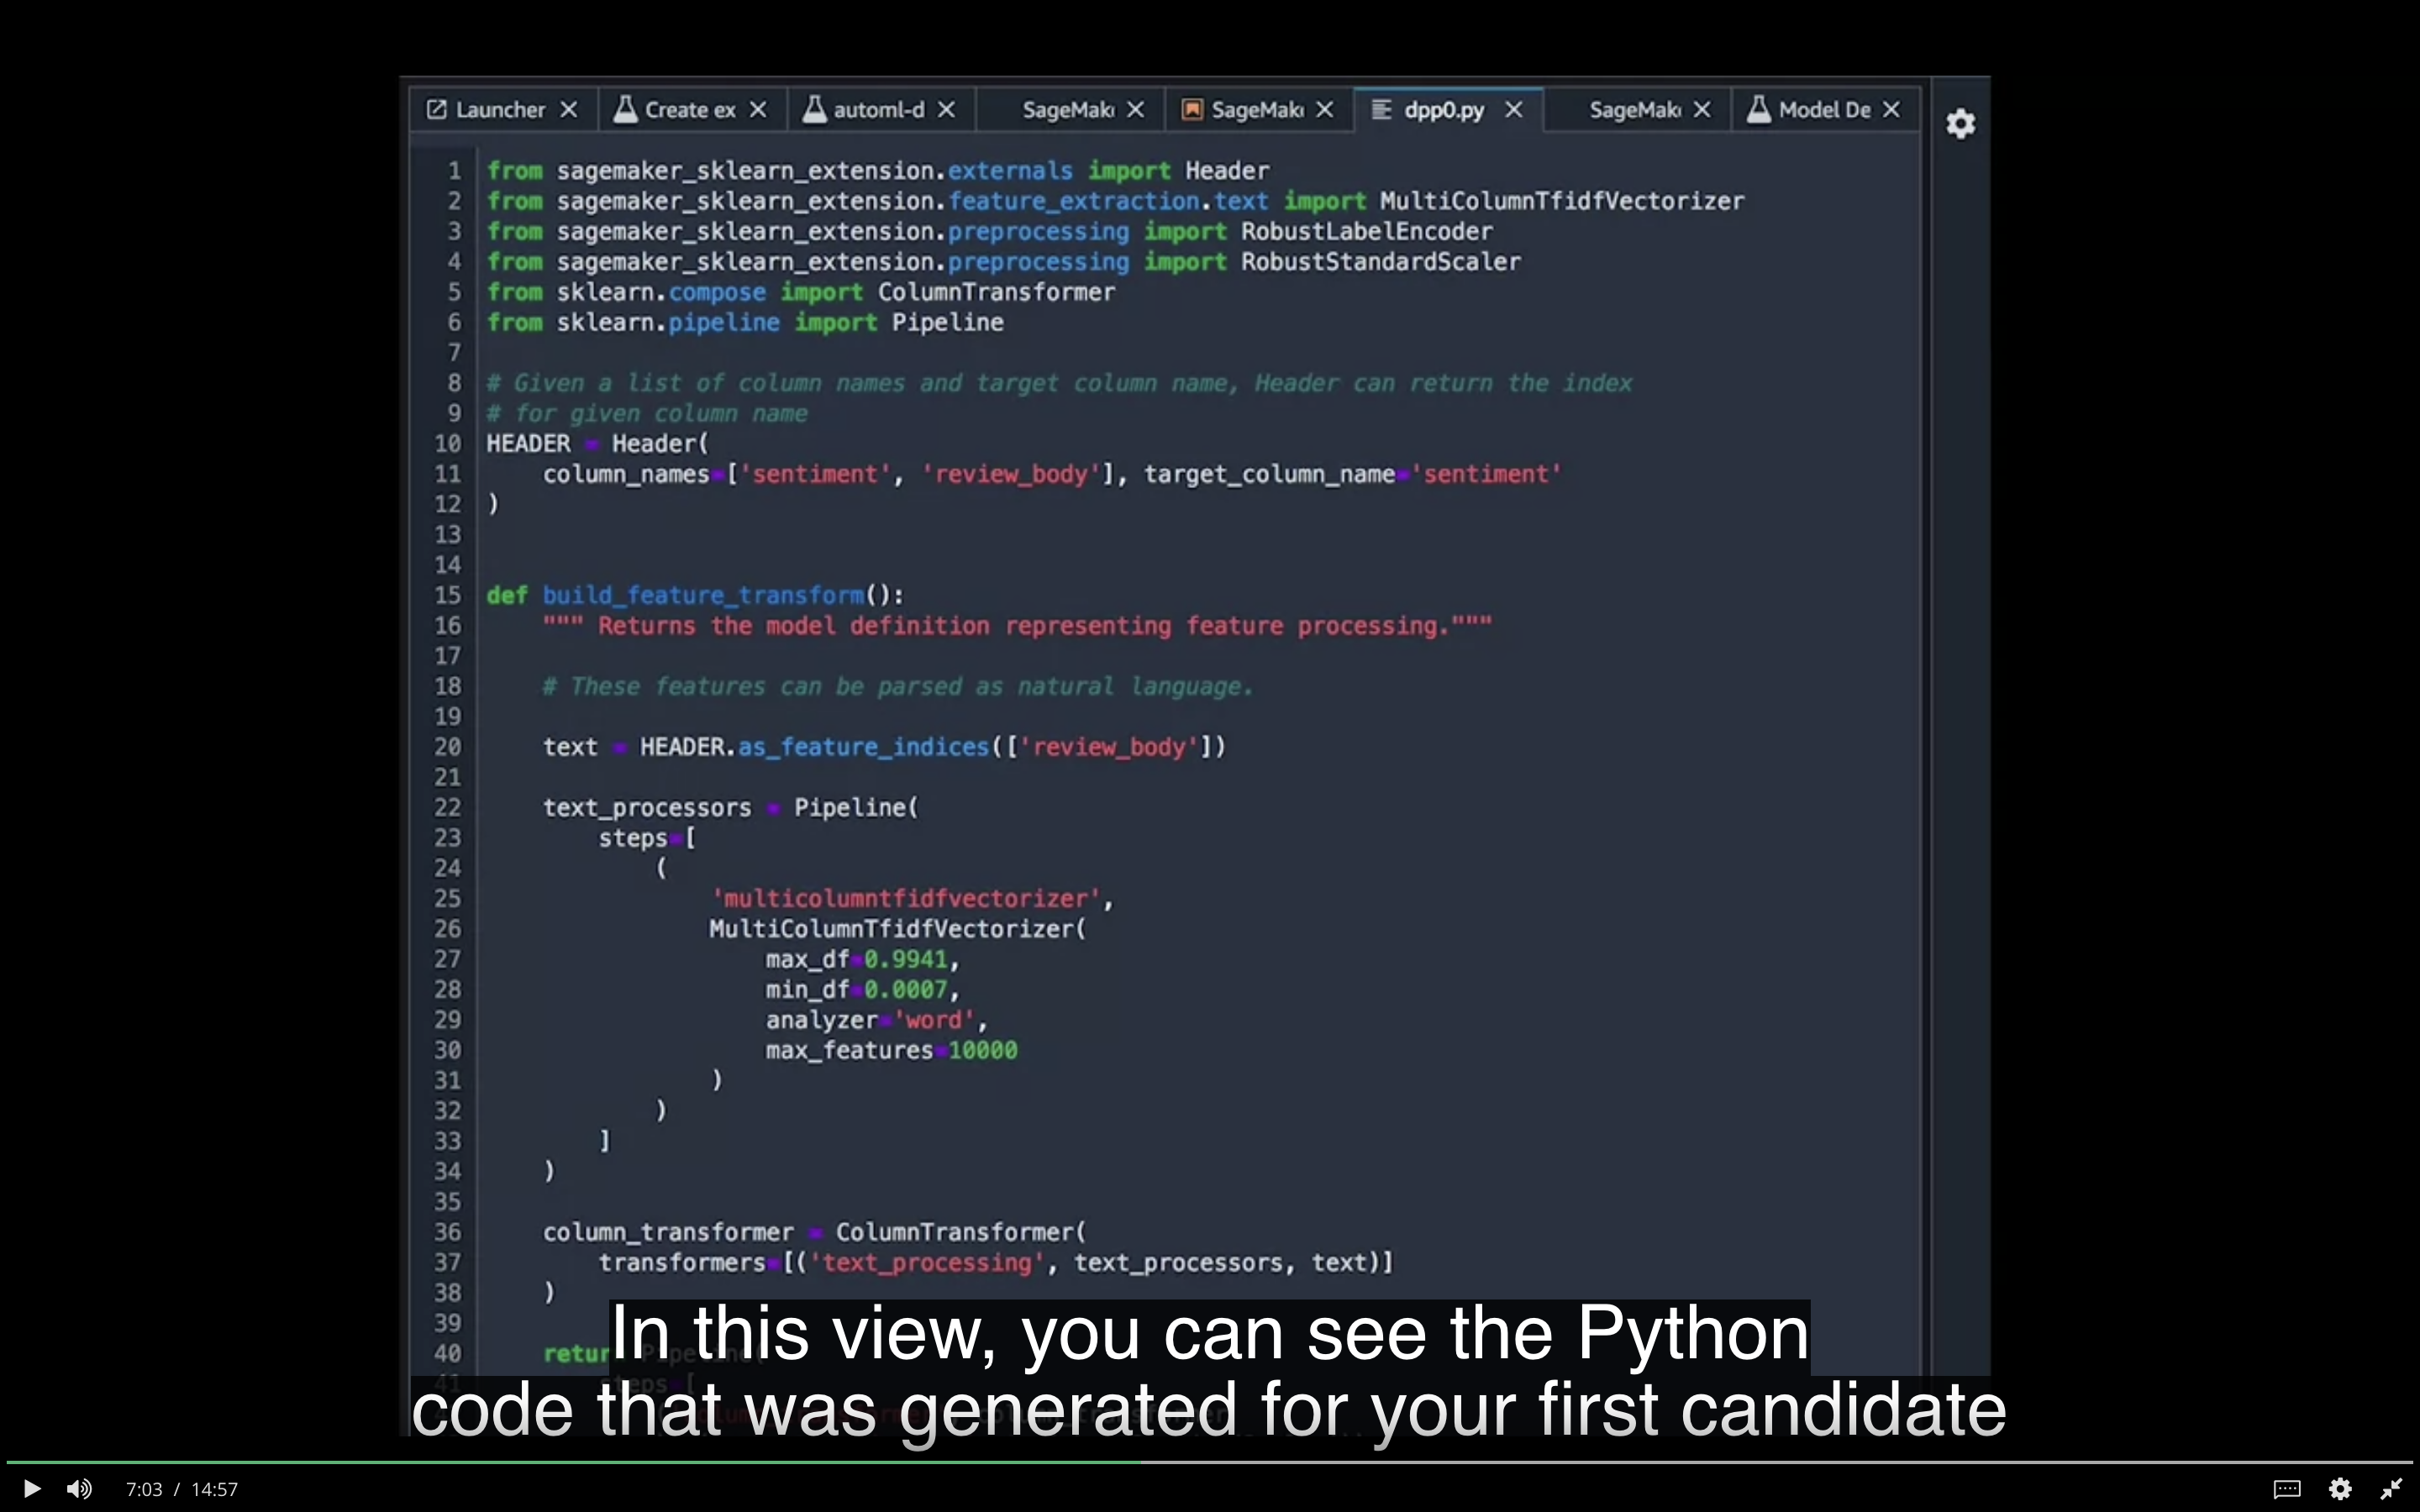 Launcher Create ex automl-d SageMak SageMak dpp0.py SageMak Model De
1 from sagemaker_sklearn_extension.externals import Header
2 from sagemaker_sklearn_extension.feature_extraction.text import MultiColumnTfidfVectorizer
3 from sagemaker_sklearn_extension.preprocessing import RobustLabelEncoder
4 from sagemaker_sklearn_extension.preprocessing import RobustStandardScaler
5 from sklearn.compose import ColumnTransformer
6 from sklearn.pipeline import Pipeline
7
8 # Given a list of column names and target column name, Header can return the index
9 # for given column name
10 HEADER = Header(
11     column_names=['sentiment', 'review_body'], target_column_name='sentiment'
12 )
13
14
15 def build_feature_transform():
16     """ Returns the model definition representing feature processing."""
17
18     # These features can be parsed as natural language.
19
20     text = HEADER.as_feature_indices(['review_body'])
21
22     text_processors = Pipeline(
23         steps=[
24             (
25                 'multicolumntfidfvectorizer',
26                 MultiColumnTfidfVectorizer(
27                     max_df=0.9941,
28                     min_df=0.0007,
29                     analyzer='word',
30                     max_features=10000
31                 )
32             )
33         ]
34     )
35
36     column_transformer = ColumnTransformer(
37         transformers=[('text_processing', text_processors, text)]
38     )
39
40     return Pipeline(
41         steps=[
In this view, you can see the Python
code that was generated for your first candidate
7:03 / 14:57